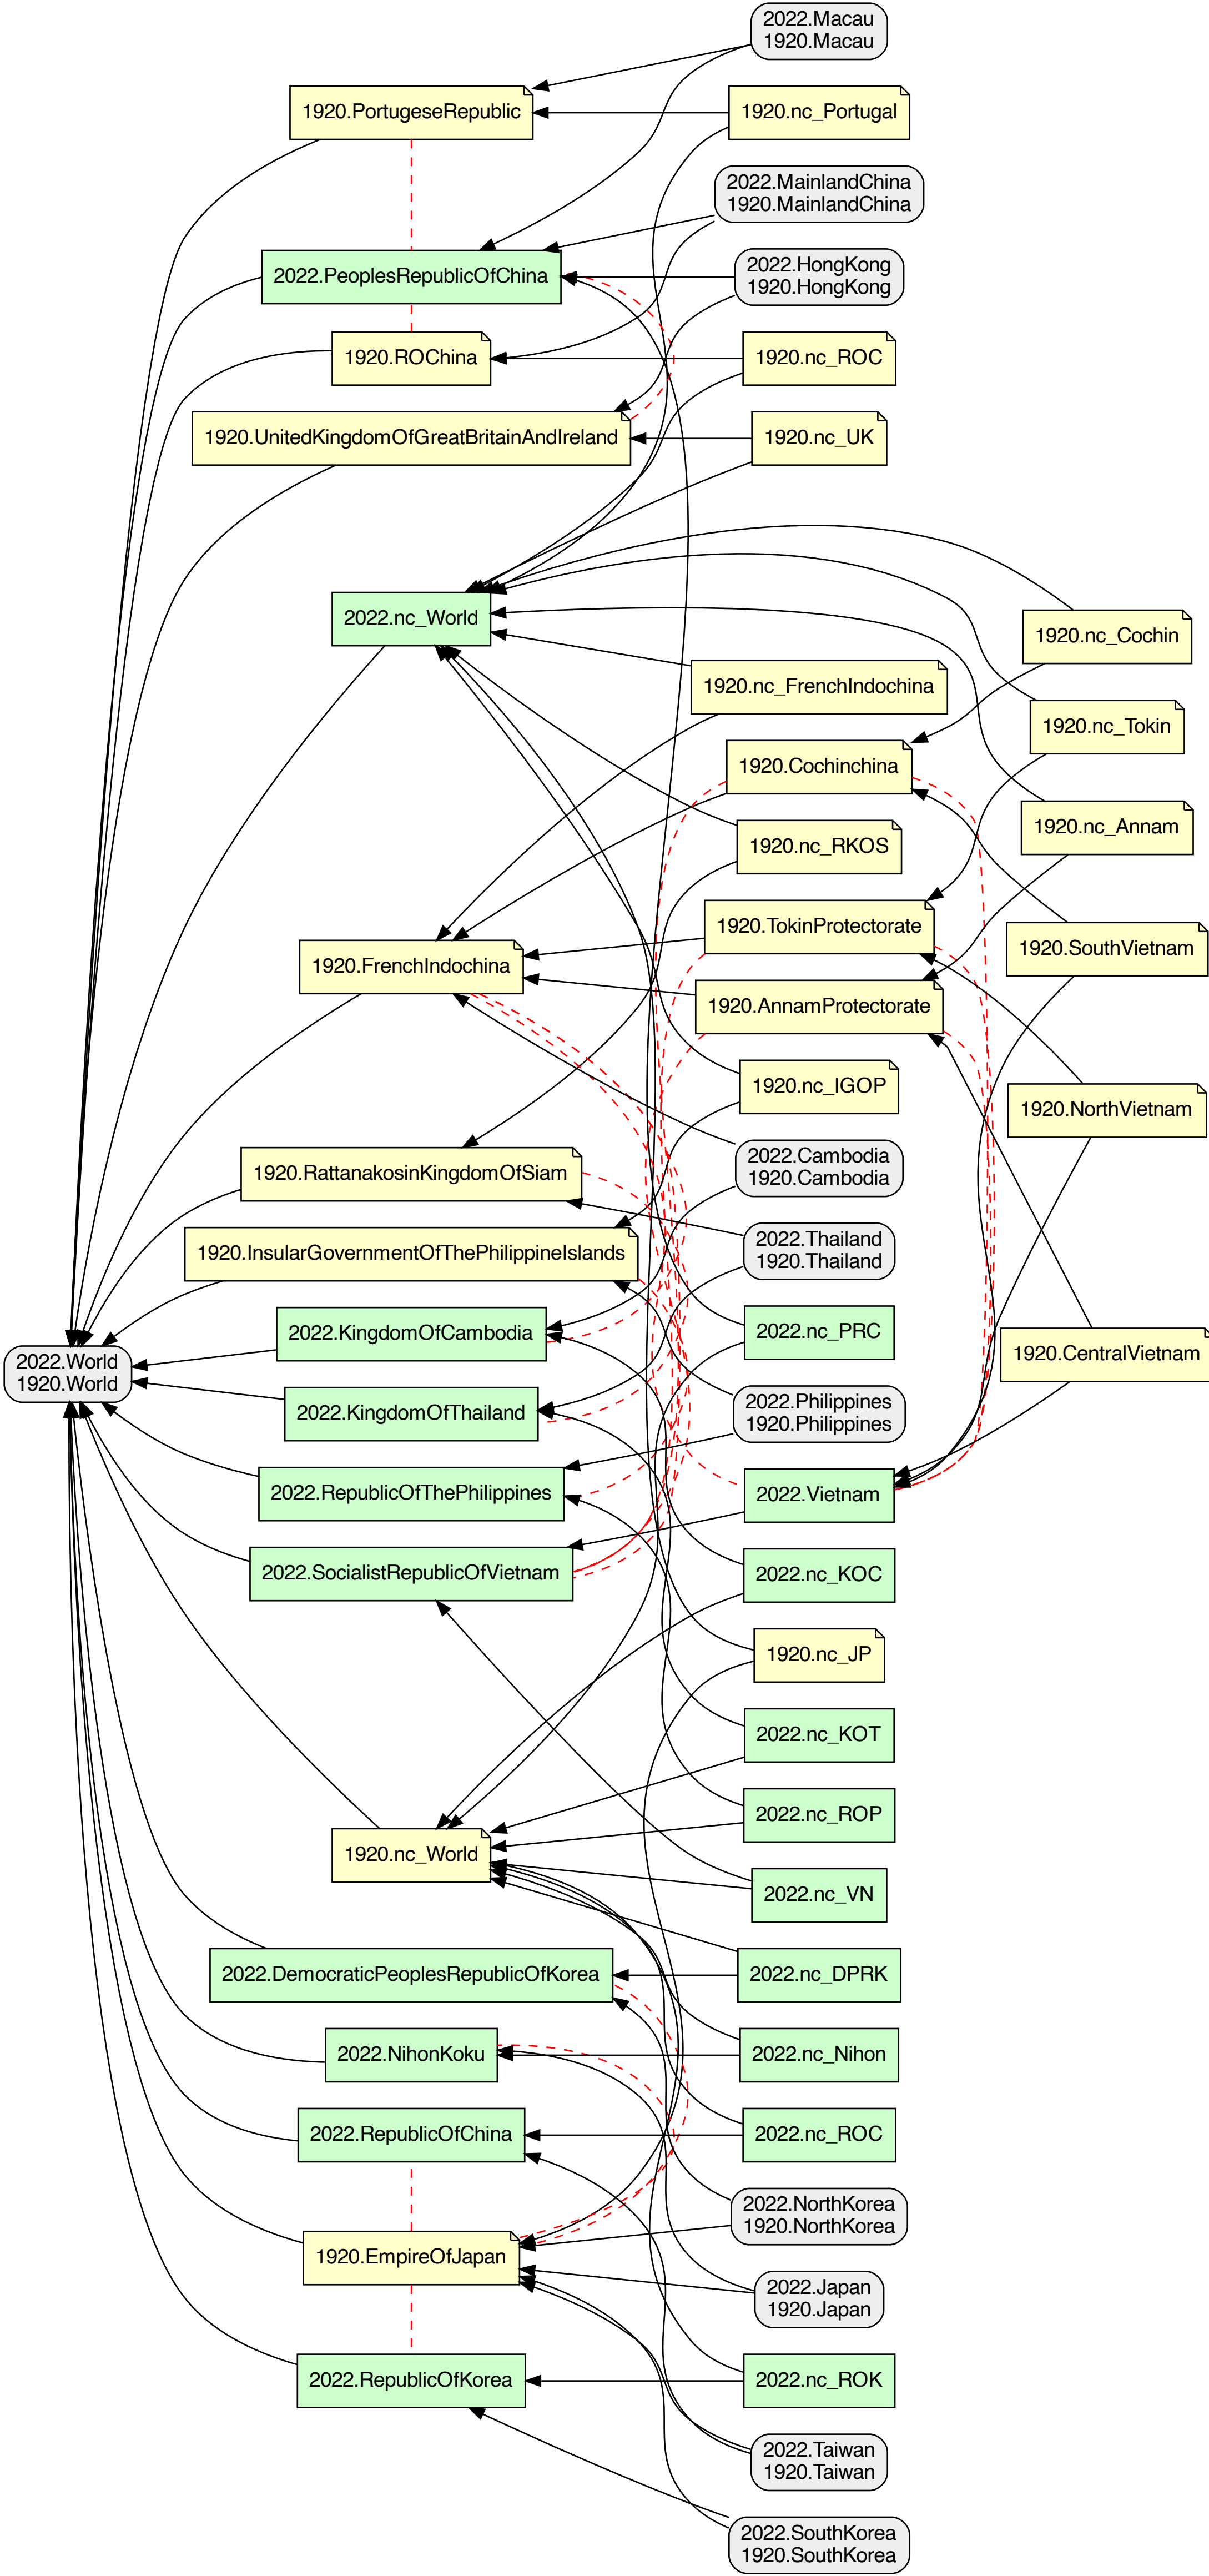 2022.Macau
1920.Macau
1920.PortugeseRepublic
1920.nc_Portugal
2022.MainlandChina
1920.MainlandChina
2022.PeoplesRepublicOfChina
2022.HongKong
1920.HongKong
1920.ROChina
1920.nc_ROC
1920.UnitedKingdomOfGreatBritainAndIreland
1920.nc_UK
2022.nc_World
1920.nc_Cochin
1920.nc_FrenchIndochina
1920.nc_Tokin
1920.Cochinchina
1920.nc_Annam
1920.nc_RKOS
1920.TokinProtectorate
1920.SouthVietnam
1920.FrenchIndochina
1920.AnnamProtectorate
1920.nc_IGOP
1920.NorthVietnam
2022.Cambodia
1920.Cambodia
1920.RattanakosinKingdomOfSiam
2022.Thailand
1920.Thailand
1920.InsularGovernmentOfThePhilippineIslands
2022.KingdomOfCambodia
2022.nc_PRC
1920.CentralVietnam
2022.World
1920.World
2022.KingdomOfThailand
2022.Philippines
1920.Philippines
2022.RepublicOfThePhilippines
2022.Vietnam
2022.SocialistRepublicOfVietnam
2022.nc_KOC
1920.nc_JP
2022.nc_KOT
2022.nc_ROP
1920.nc_World
2022.nc_VN
2022.DemocraticPeoplesRepublicOfKorea
2022.nc_DPRK
2022.NihonKoku
2022.nc_Nihon
2022.RepublicOfChina
2022.nc_ROC
2022.NorthKorea
1920.NorthKorea
1920.EmpireOfJapan
2022.Japan
1920.Japan
2022.RepublicOfKorea
2022.nc_ROK
2022.Taiwan
1920.Taiwan
2022.SouthKorea
1920.SouthKorea